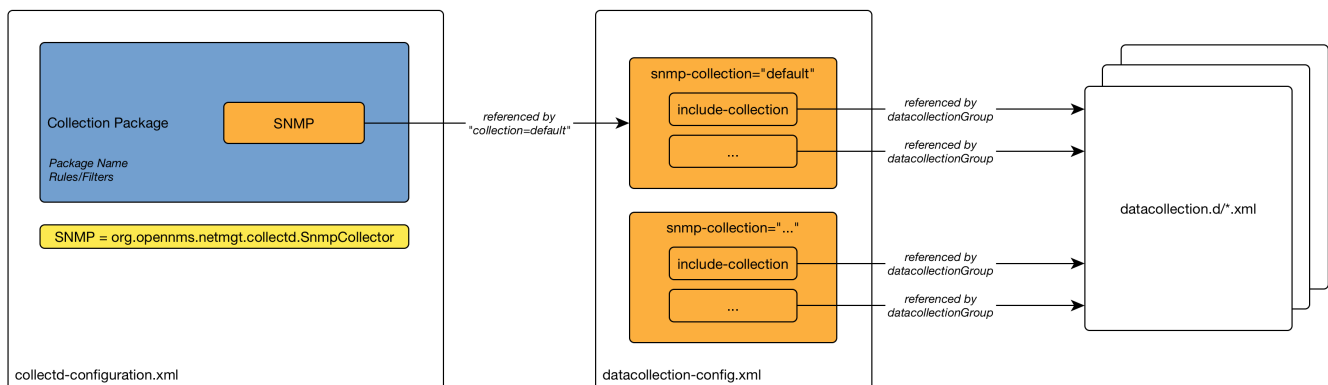 Collection Package
SNMP
Package Name
Rules/Filters
SNMP = org.opennms.netmgt.collectd.SnmpCollector
collectd-configuration.xml
referenced by
"collection=default"
snmp-collection="default"
include-collection
...
snmp-collection="..."
include-collection
...
datacollection-config.xml
referenced by
datacollectionGroup
referenced by
datacollectionGroup
referenced by
datacollectionGroup
referenced by
datacollectionGroup
datacollection.d/*.xml